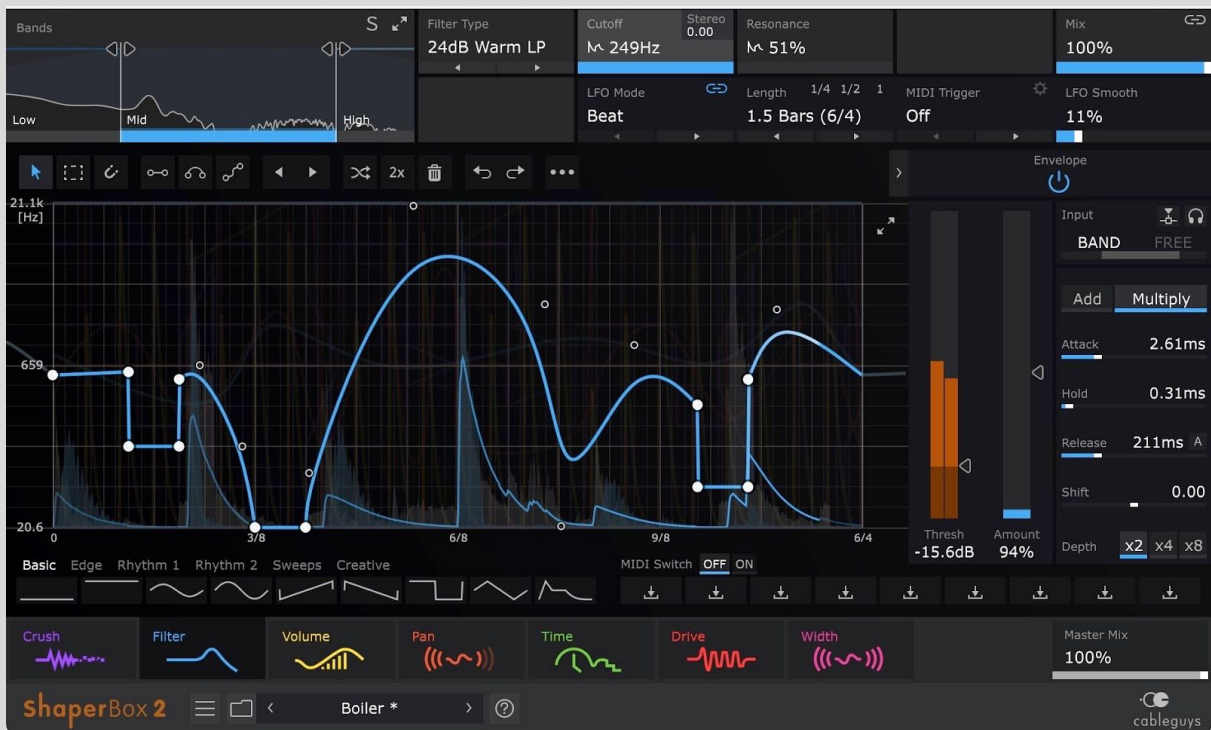 Bands S
Low Mid High
Filter Type
24dB Warm LP
Cutoff Stereo
0.00
249Hz
Resonance
51%
Mix
100%
LFO Mode
Beat
Length 1/4 1/2 1
1.5 Bars (6/4)
MIDI Trigger
Off
LFO Smooth
11%
2x
Envelope
21.1k
[Hz]
659
20.6
0 3/8 6/8 9/8 6/4
Input
BAND FREE
Add Multiply
Attack 2.61ms
Hold 0.31ms
Release 211ms A
Shift 0.00
Depth x2 x4 x8
Thresh Amount
-15.6dB 94%
Basic Edge Rhythm 1 Rhythm 2 Sweeps Creative
MIDI Switch OFF ON
Crush Filter Volume Pan Time Drive Width
Master Mix
100%
ShaperBox 2
Boiler *
?
cableguys